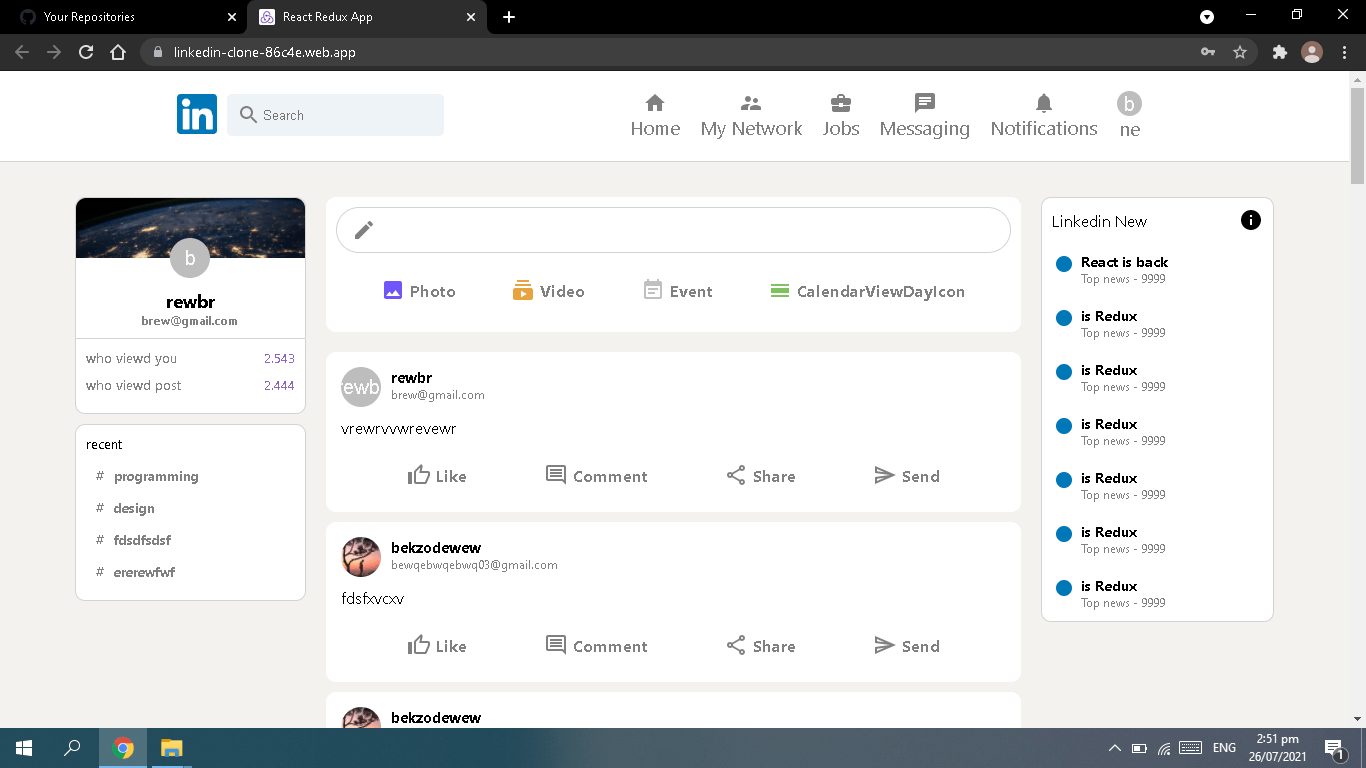 Your Repositories
React Redux App
linkedin-clone-86c4e.web.app
in
Search
Home
My Network
Jobs
Messaging
Notifications
b
ne
b
rewbr
brew@gmail.com
who viewd you 2.543
who viewd post 2.444
recent
# programming
# design
# fdsdfsdsf
# ererewfwf
Photo
Video
Event
CalendarViewDayIcon
rewb
rewbr
brew@gmail.com
vrewrvvwrevewr
Like
Comment
Share
Send
bekzodewew
bewqebwqebwq03@gmail.com
fdsfxvcxv
Like
Comment
Share
Send
bekzodewew
Linkedin New
React is back
Top news - 9999
is Redux
Top news - 9999
is Redux
Top news - 9999
is Redux
Top news - 9999
is Redux
Top news - 9999
is Redux
Top news - 9999
is Redux
Top news - 9999
ENG
2:51 pm
26/07/2021
1